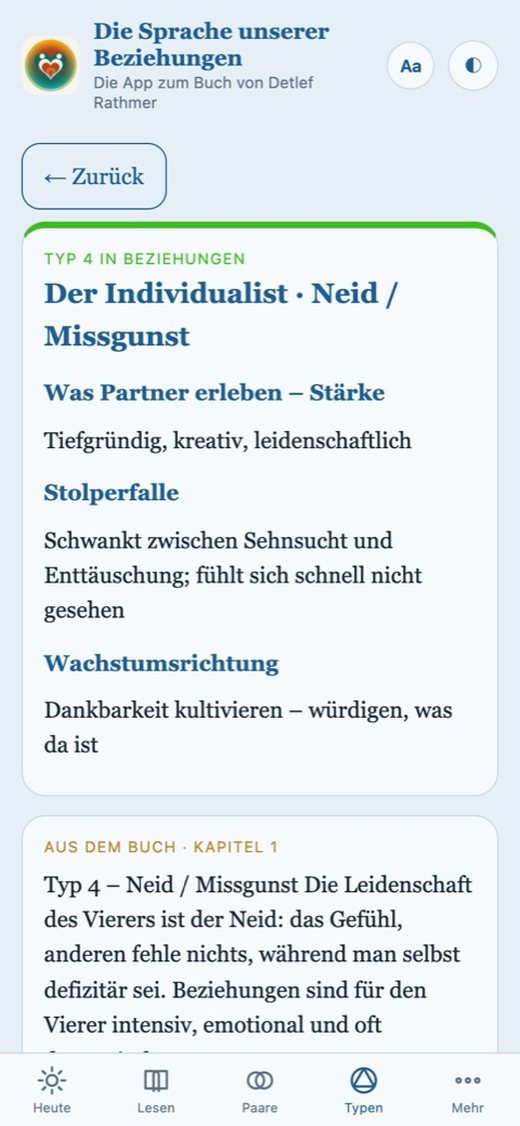 Die Sprache unserer
Beziehungen
Die App zum Buch von Detlef
Rathmer
Aa
← Zurück
TYP 4 IN BEZIEHUNGEN
Der Individualist · Neid /
Missgunst
Was Partner erleben – Stärke
Tiefgründig, kreativ, leidenschaftlich
Stolperfalle
Schwankt zwischen Sehnsucht und
Enttäuschung; fühlt sich schnell nicht
gesehen
Wachstumsrichtung
Dankbarkeit kultivieren – würdigen, was
da ist
AUS DEM BUCH · KAPITEL 1
Typ 4 – Neid / Missgunst Die Leidenschaft
des Vierers ist der Neid: das Gefühl,
anderen fehle nichts, während man selbst
defizitär sei. Beziehungen sind für den
Vierer intensiv, emotional und oft
Heute
Lesen
Paare
Typen
Mehr